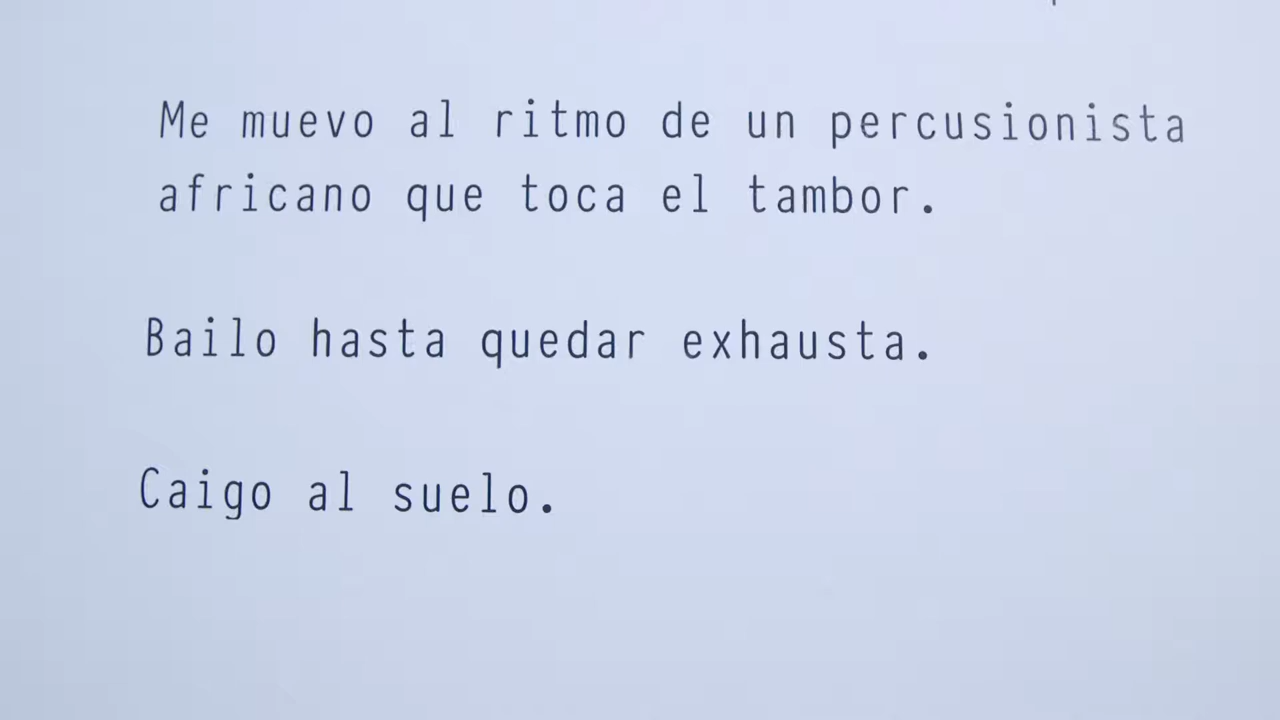 Me muevo al ritmo de un percusionista
africano que toca el tambor.
Bailo hasta quedar exhausta.
Caigo al suelo.